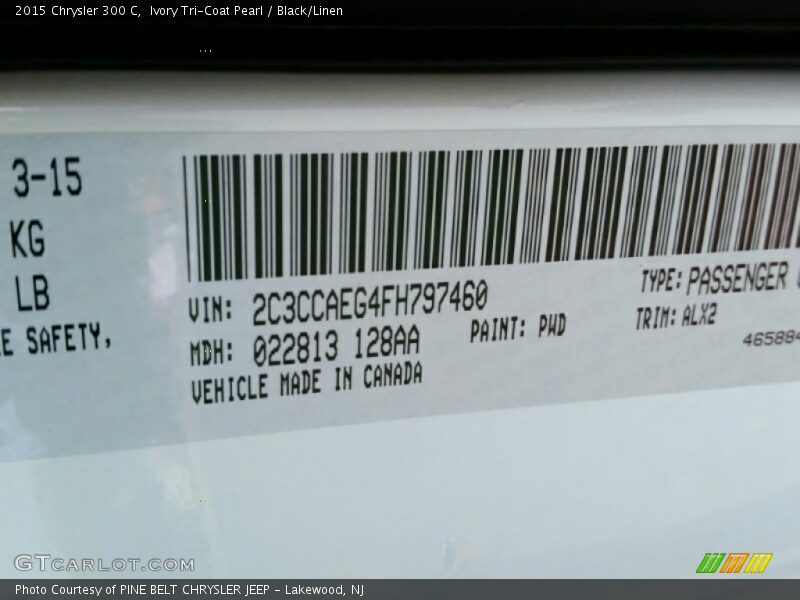 2015 Chrysler 300 C, Ivory Tri-Coat Pearl / Black/Linen
3-15
KG
LB
E SAFETY,
VIN: 2C3CCAEG4FH797460
MDH: 022813 128AA
VEHICLE MADE IN CANADA
PAINT: PWD
TYPE: PASSENGER
TRIM: ALX2
465884
GTCARLOT.COM
Photo Courtesy of PINE BELT CHRYSLER JEEP - Lakewood, NJ